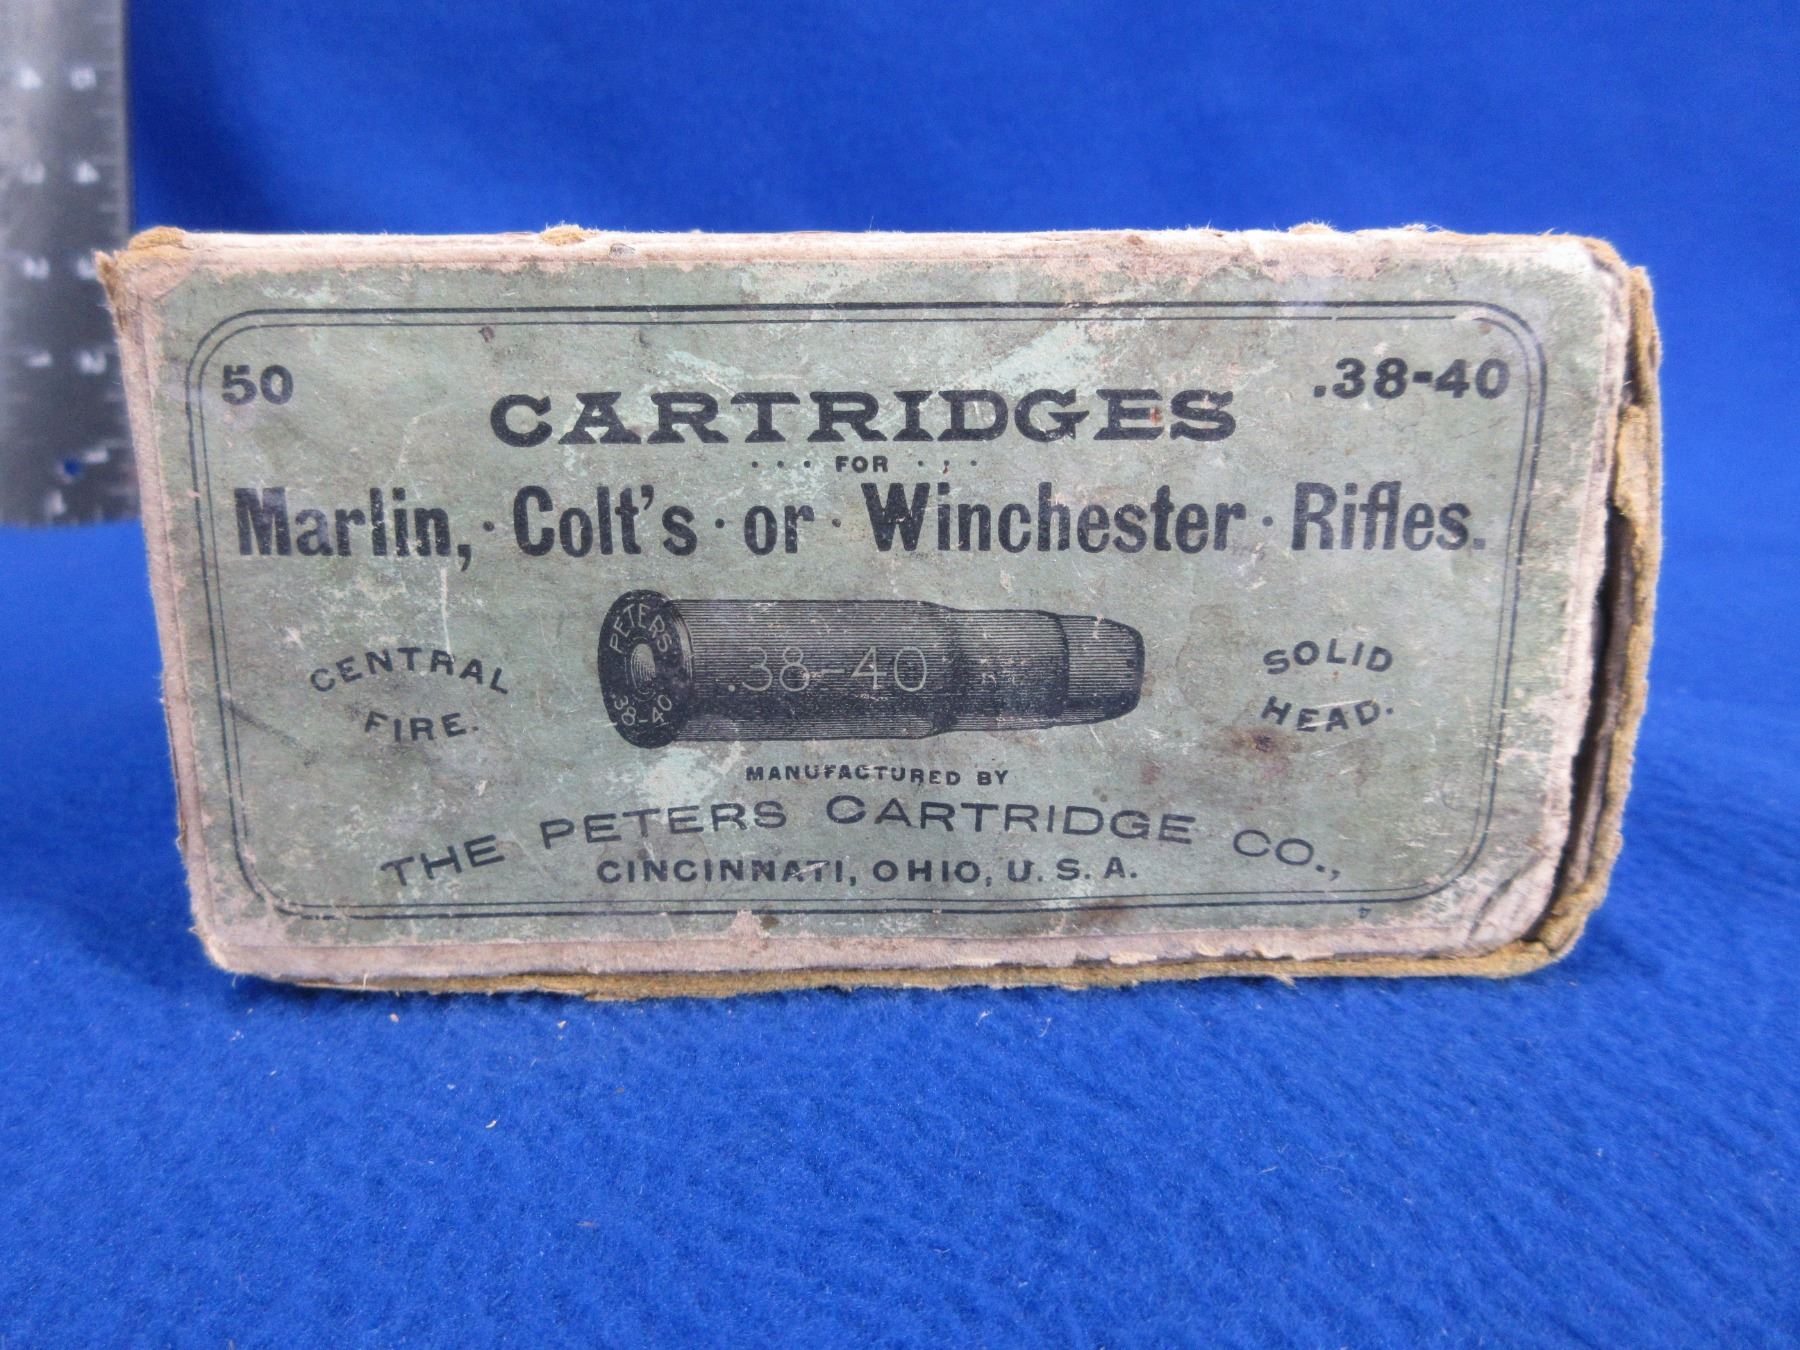 50
.38-40
CARTRIDGES
· · · FOR · · ·
Marlin, · Colt's · or · Winchester · Rifles.
CENTRAL
FIRE.
PETERS
38-40
.38-40
SOLID
HEAD.
MANUFACTURED BY
THE PETERS CARTRIDGE CO.,
CINCINNATI, OHIO, U. S. A.
4